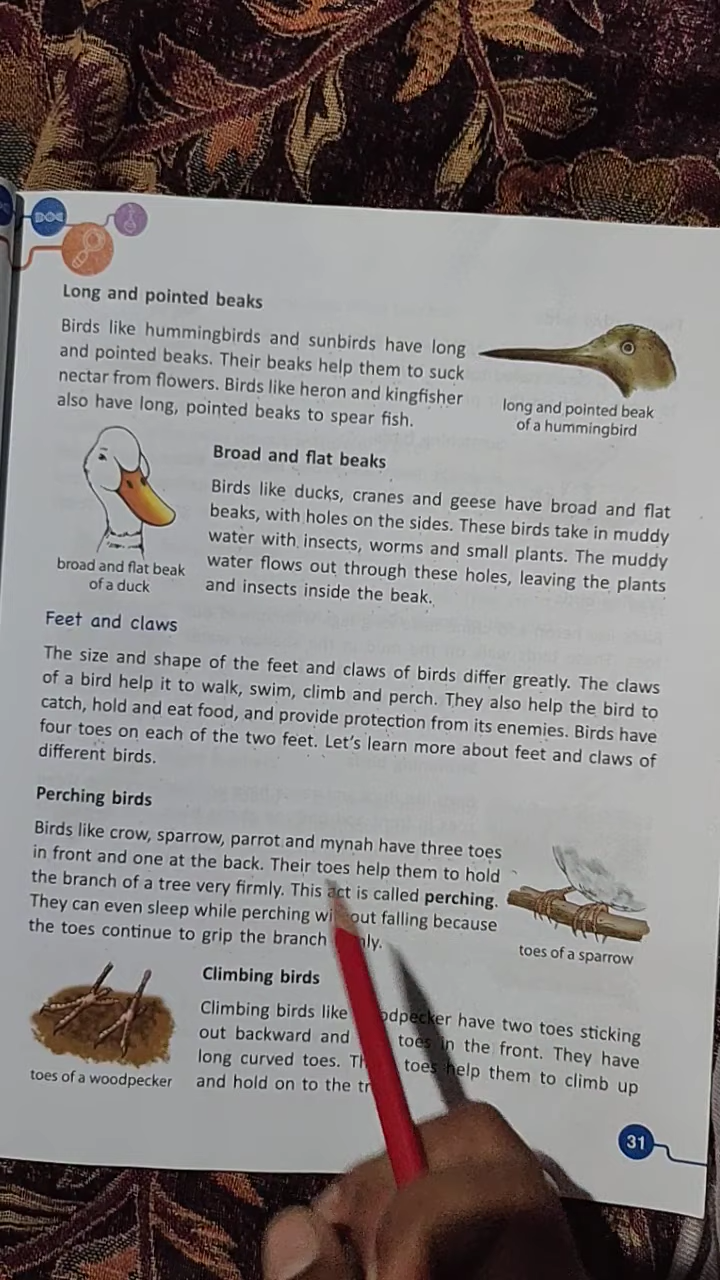 Long and pointed beaks
Birds like hummingbirds and sunbirds have long
and pointed beaks. Their beaks help them to suck
nectar from flowers. Birds like heron and kingfisher
also have long, pointed beaks to spear fish.
long and pointed beak
of a hummingbird
Broad and flat beaks
Birds like ducks, cranes and geese have broad and flat
beaks, with holes on the sides. These birds take in muddy
water with insects, worms and small plants. The muddy
water flows out through these holes, leaving the plants
and insects inside the beak.
broad and flat beak
of a duck
Feet and claws
The size and shape of the feet and claws of birds differ greatly. The claws
of a bird help it to walk, swim, climb and perch. They also help the bird to
catch, hold and eat food, and provide protection from its enemies. Birds have
four toes on each of the two feet. Let's learn more about feet and claws of
different birds.
Perching birds
Birds like crow, sparrow, parrot and mynah have three toes
in front and one at the back. Their toes help them to hold
the branch of a tree very firmly. This act is called perching.
They can even sleep while perching without falling because
the toes continue to grip the branch
toes of a sparrow
Climbing birds
Climbing birds like have two toes sticking
out backward and toes in the front. They have
long curved toes. toes help them to climb up
and hold on to the
toes of a woodpecker
31